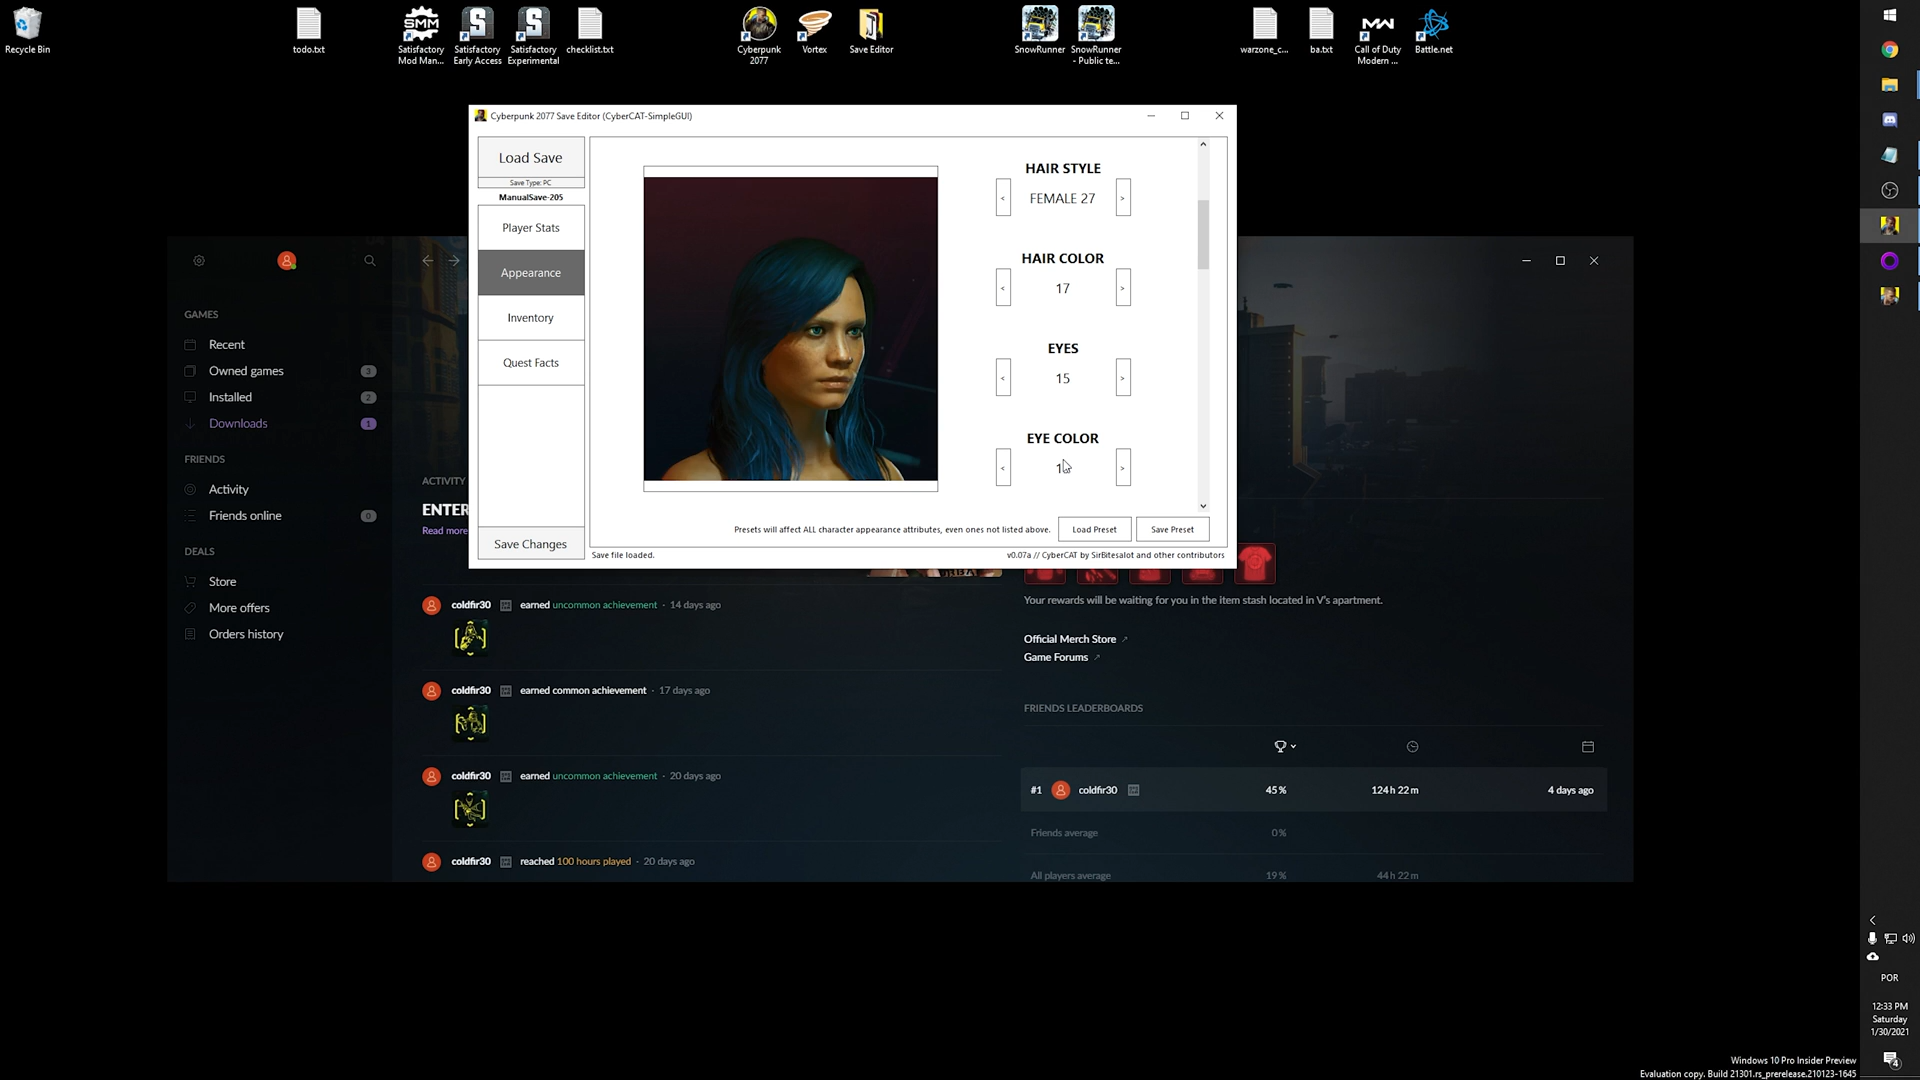 Recycle Bin
todo.txt
Satisfactory
Mod Man...
Satisfactory
Early Access
Satisfactory
Experimental
checklist.txt
Cyberpunk
2077
Vortex
Save Editor
SnowRunner
SnowRunner
- Public te...
warzone_c...
ba.txt
Call of Duty
Modern ...
Battle.net
Cyberpunk 2077 Save Editor (CyberCAT-SimpleGUI)
Load Save
Save Type: PC
ManualSave-205
Player Stats
Appearance
Inventory
Quest Facts
Save Changes
HAIR STYLE
< FEMALE 27 >
HAIR COLOR
< 17 >
EYES
< 15 >
EYE COLOR
< >
Presets will affect ALL character appearance attributes, even ones not listed above.
Load Preset
Save Preset
Save file loaded.
v0.07a // CyberCAT by SirBitesalot and other contributors
GAMES
Recent
Owned games 3
Installed 2
Downloads 1
FRIENDS
Activity
Friends online 0
DEALS
Store
More offers
Orders history
ACTIVITY
ENTER
Read more
coldfir30 earned uncommon achievement · 14 days ago
coldfir30 earned common achievement · 17 days ago
coldfir30 earned uncommon achievement · 20 days ago
coldfir30 reached 100 hours played · 20 days ago
Your rewards will be waiting for you in the item stash located in V's apartment.
Official Merch Store
Game Forums
FRIENDS LEADERBOARDS
#1 coldfir30 45% 124h 22m 4 days ago
Friends average 0%
All players average 19% 44h 22m
POR
12:33 PM
Saturday
1/30/2021
4
Windows 10 Pro Insider Preview
Evaluation copy. Build 21301.rs_prerelease.210123-1645